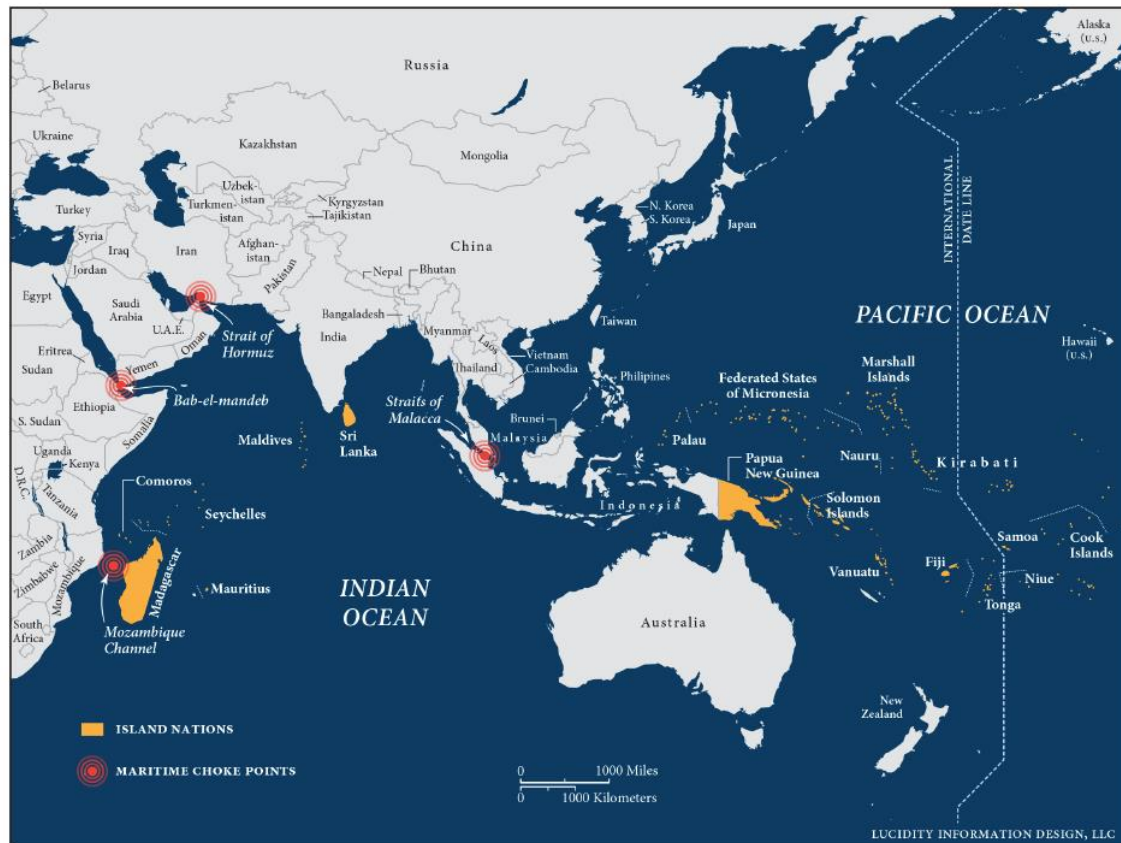 Alaska
(U.S.)
Russia
Belarus
Ukraine
Kazakhstan
Mongolia
Uzbek-
istan
Kyrgyzstan
Turkmen-
istan
Tajikistan
Turkey
N. Korea
S. Korea
Japan
INTERNATIONAL
DATE LINE
Syria
Iraq
Iran
Afghan-
istan
China
Jordan
Pakistan
Nepal
Bhutan
Egypt
Saudi
Arabia
U.A.E.
Oman
Strait of
Hormuz
Bangladesh
India
Myanmar
Laos
Taiwan
PACIFIC OCEAN
Hawaii
(U.S.)
Eritrea
Sudan
Yemen
Vietnam
Cambodia
Thailand
Philipines
Marshall
Islands
Federated States
of Micronesia
Ethiopia
Bab-el-mandeb
Straits of
Malacca
Brunei
Malaysia
S. Sudan
Somalia
Maldives
Sri
Lanka
Palau
Nauru
Kirabati
Uganda
Kenya
D.R.C.
Tanzania
Comoros
Seychelles
Indonesia
Papua
New Guinea
Solomon
Islands
Samoa
Cook
Islands
Zambia
Zimbabwe
Mozambique
Madagascar
Mauritius
INDIAN
OCEAN
Vanuatu
Fiji
Niue
Tonga
South
Africa
Mozambique
Channel
Australia
New
Zealand
ISLAND NATIONS
MARITIME CHOKE POINTS
0 1000 Miles
0 1000 Kilometers
LUCIDITY INFORMATION DESIGN, LLC